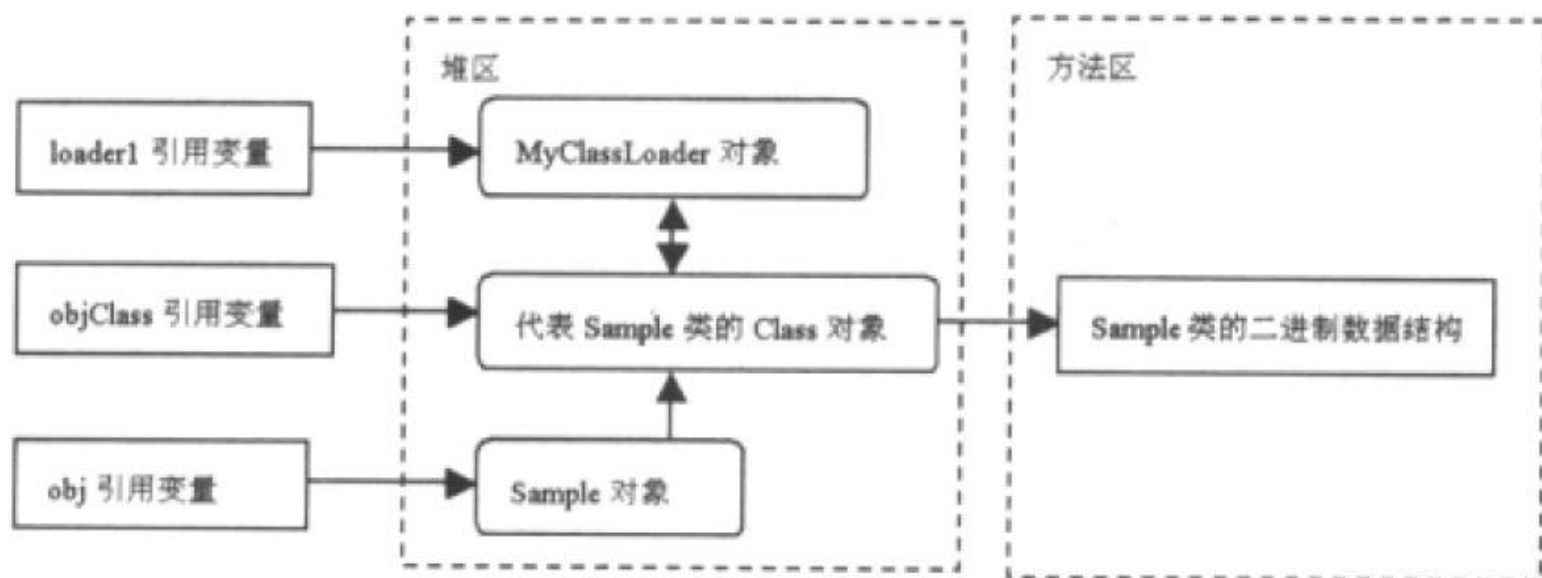 堆区
方法区
loader1 引用变量
MyClassLoader 对象
objClass 引用变量
代表 Sample 类的 Class 对象
Sample 类的二进制数据结构
obj 引用变量
Sample 对象